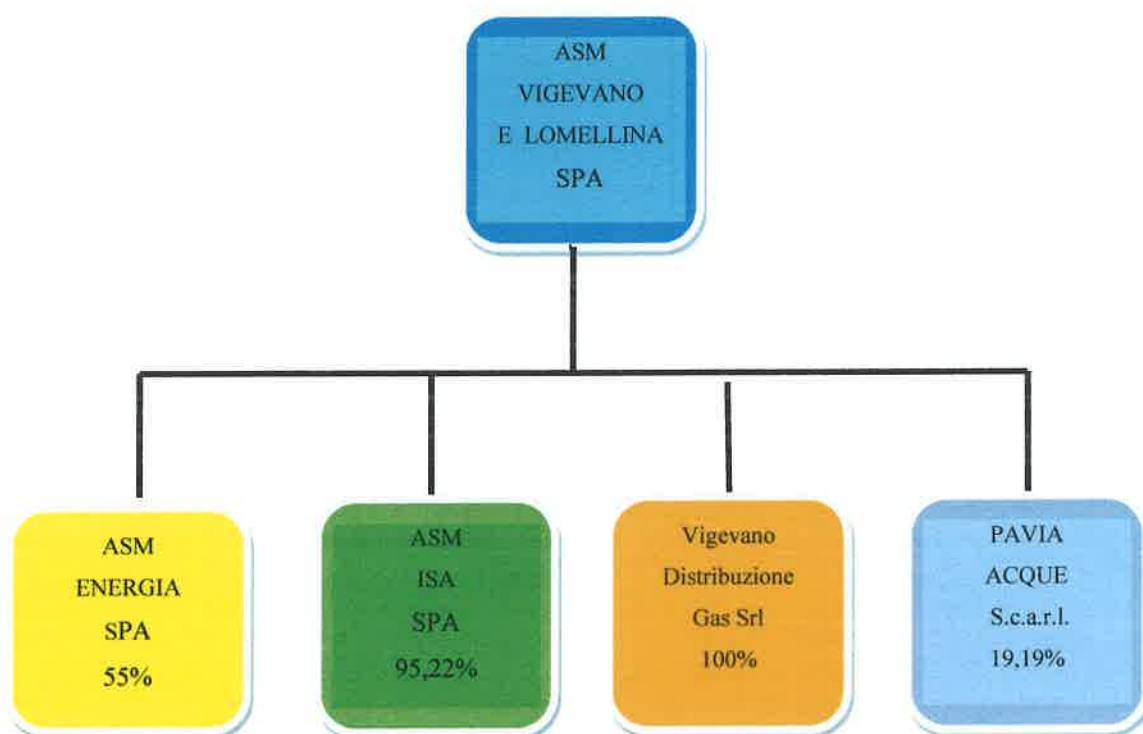 ASM
VIGEVANO
E LOMELLINA
SPA
ASM
ENERGIA
SPA
55%
ASM
ISA
SPA
95,22%
Vigevano
Distribuzione
Gas Srl
100%
PAVIA
ACQUE
S.c.a.r.l.
19,19%